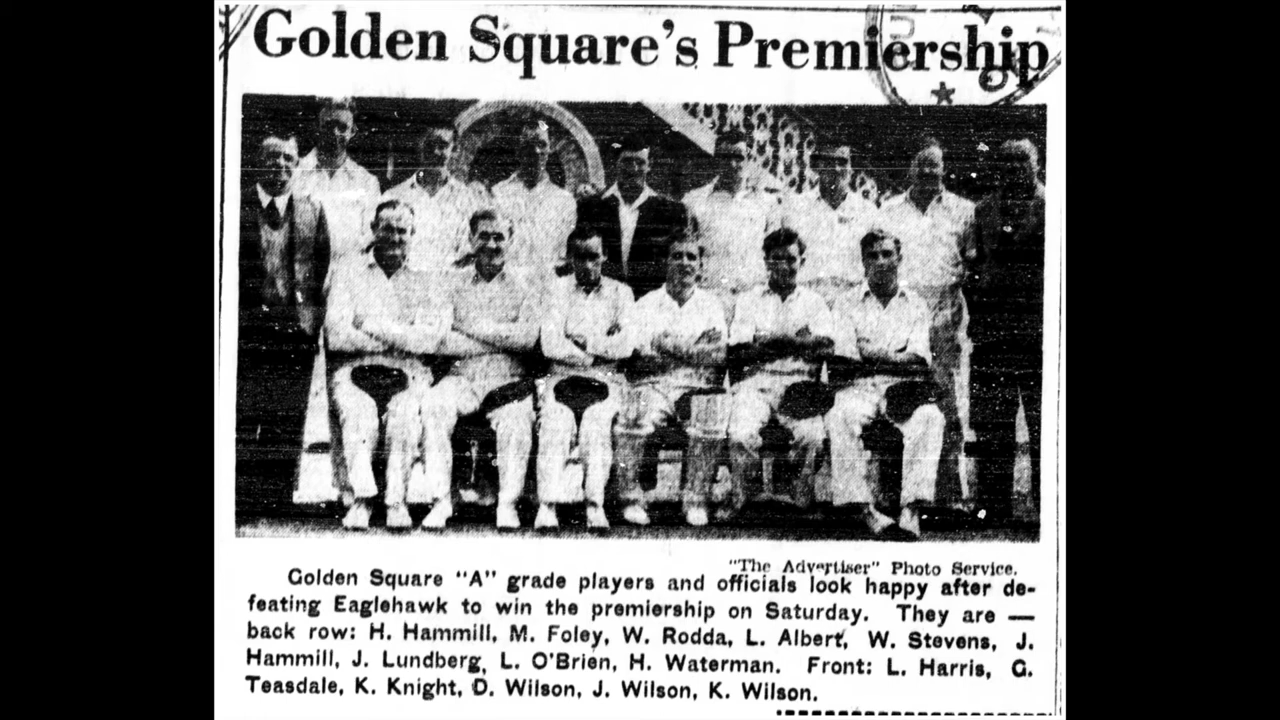 Golden Square's Premiership
"The Advertiser" Photo Service.
Golden Square "A" grade players and officials look happy after de-
feating Eaglehawk to win the premiership on Saturday. They are —
back row: H. Hammill, M. Foley, W. Rodda, L. Albert, W. Stevens, J.
Hammill, J. Lundberg, L. O'Brien, H. Waterman. Front: L. Harris, G.
Teasdale, K. Knight, D. Wilson, J. Wilson, K. Wilson.